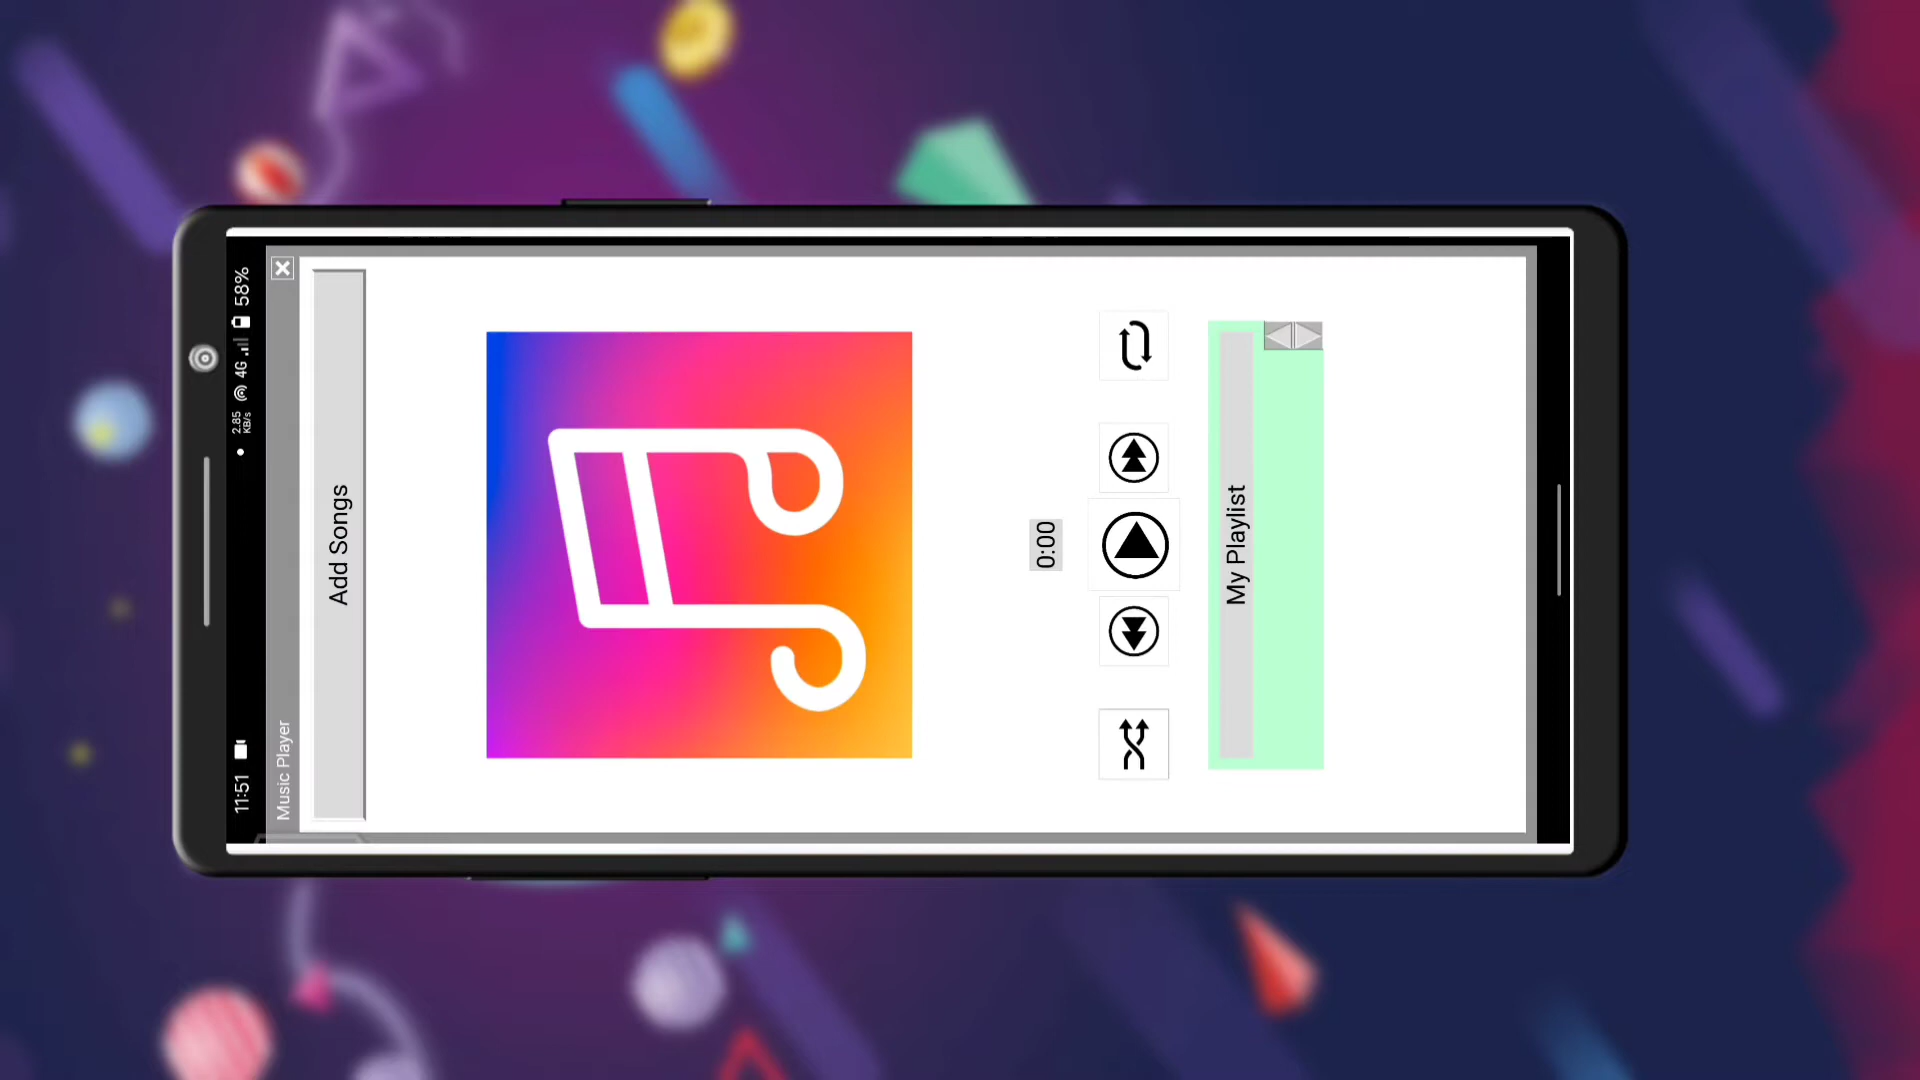 11:51
2.85
KB/s
4G
58%
Music Player
Add Songs
0:00
My Playlist